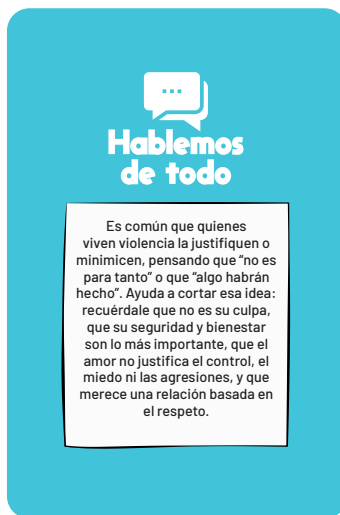 Hablemos
de todo
Es común que quienes
viven violencia la justifiquen o
minimicen, pensando que “no es
para tanto” o que “algo habrán
hecho”. Ayuda a cortar esa idea:
recuérdale que no es su culpa,
que su seguridad y bienestar
son lo más importante, que el
amor no justifica el control, el
miedo ni las agresiones, y que
merece una relación basada en
el respeto.